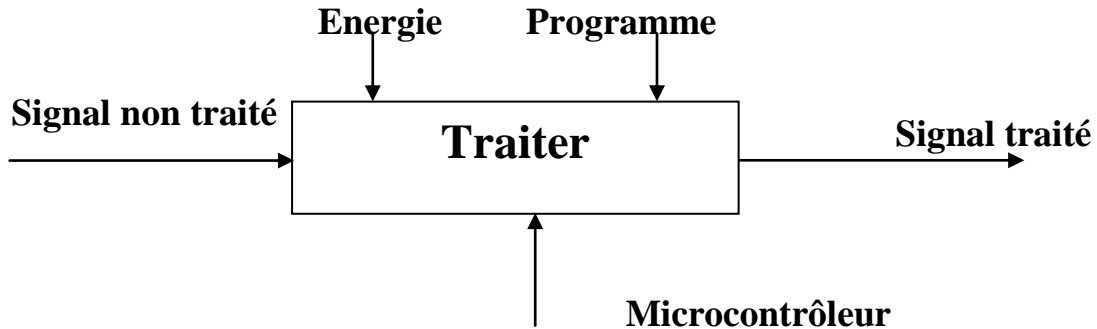 Energie Programme
Signal non traité
Traiter
Signal traité
Microcontrôleur